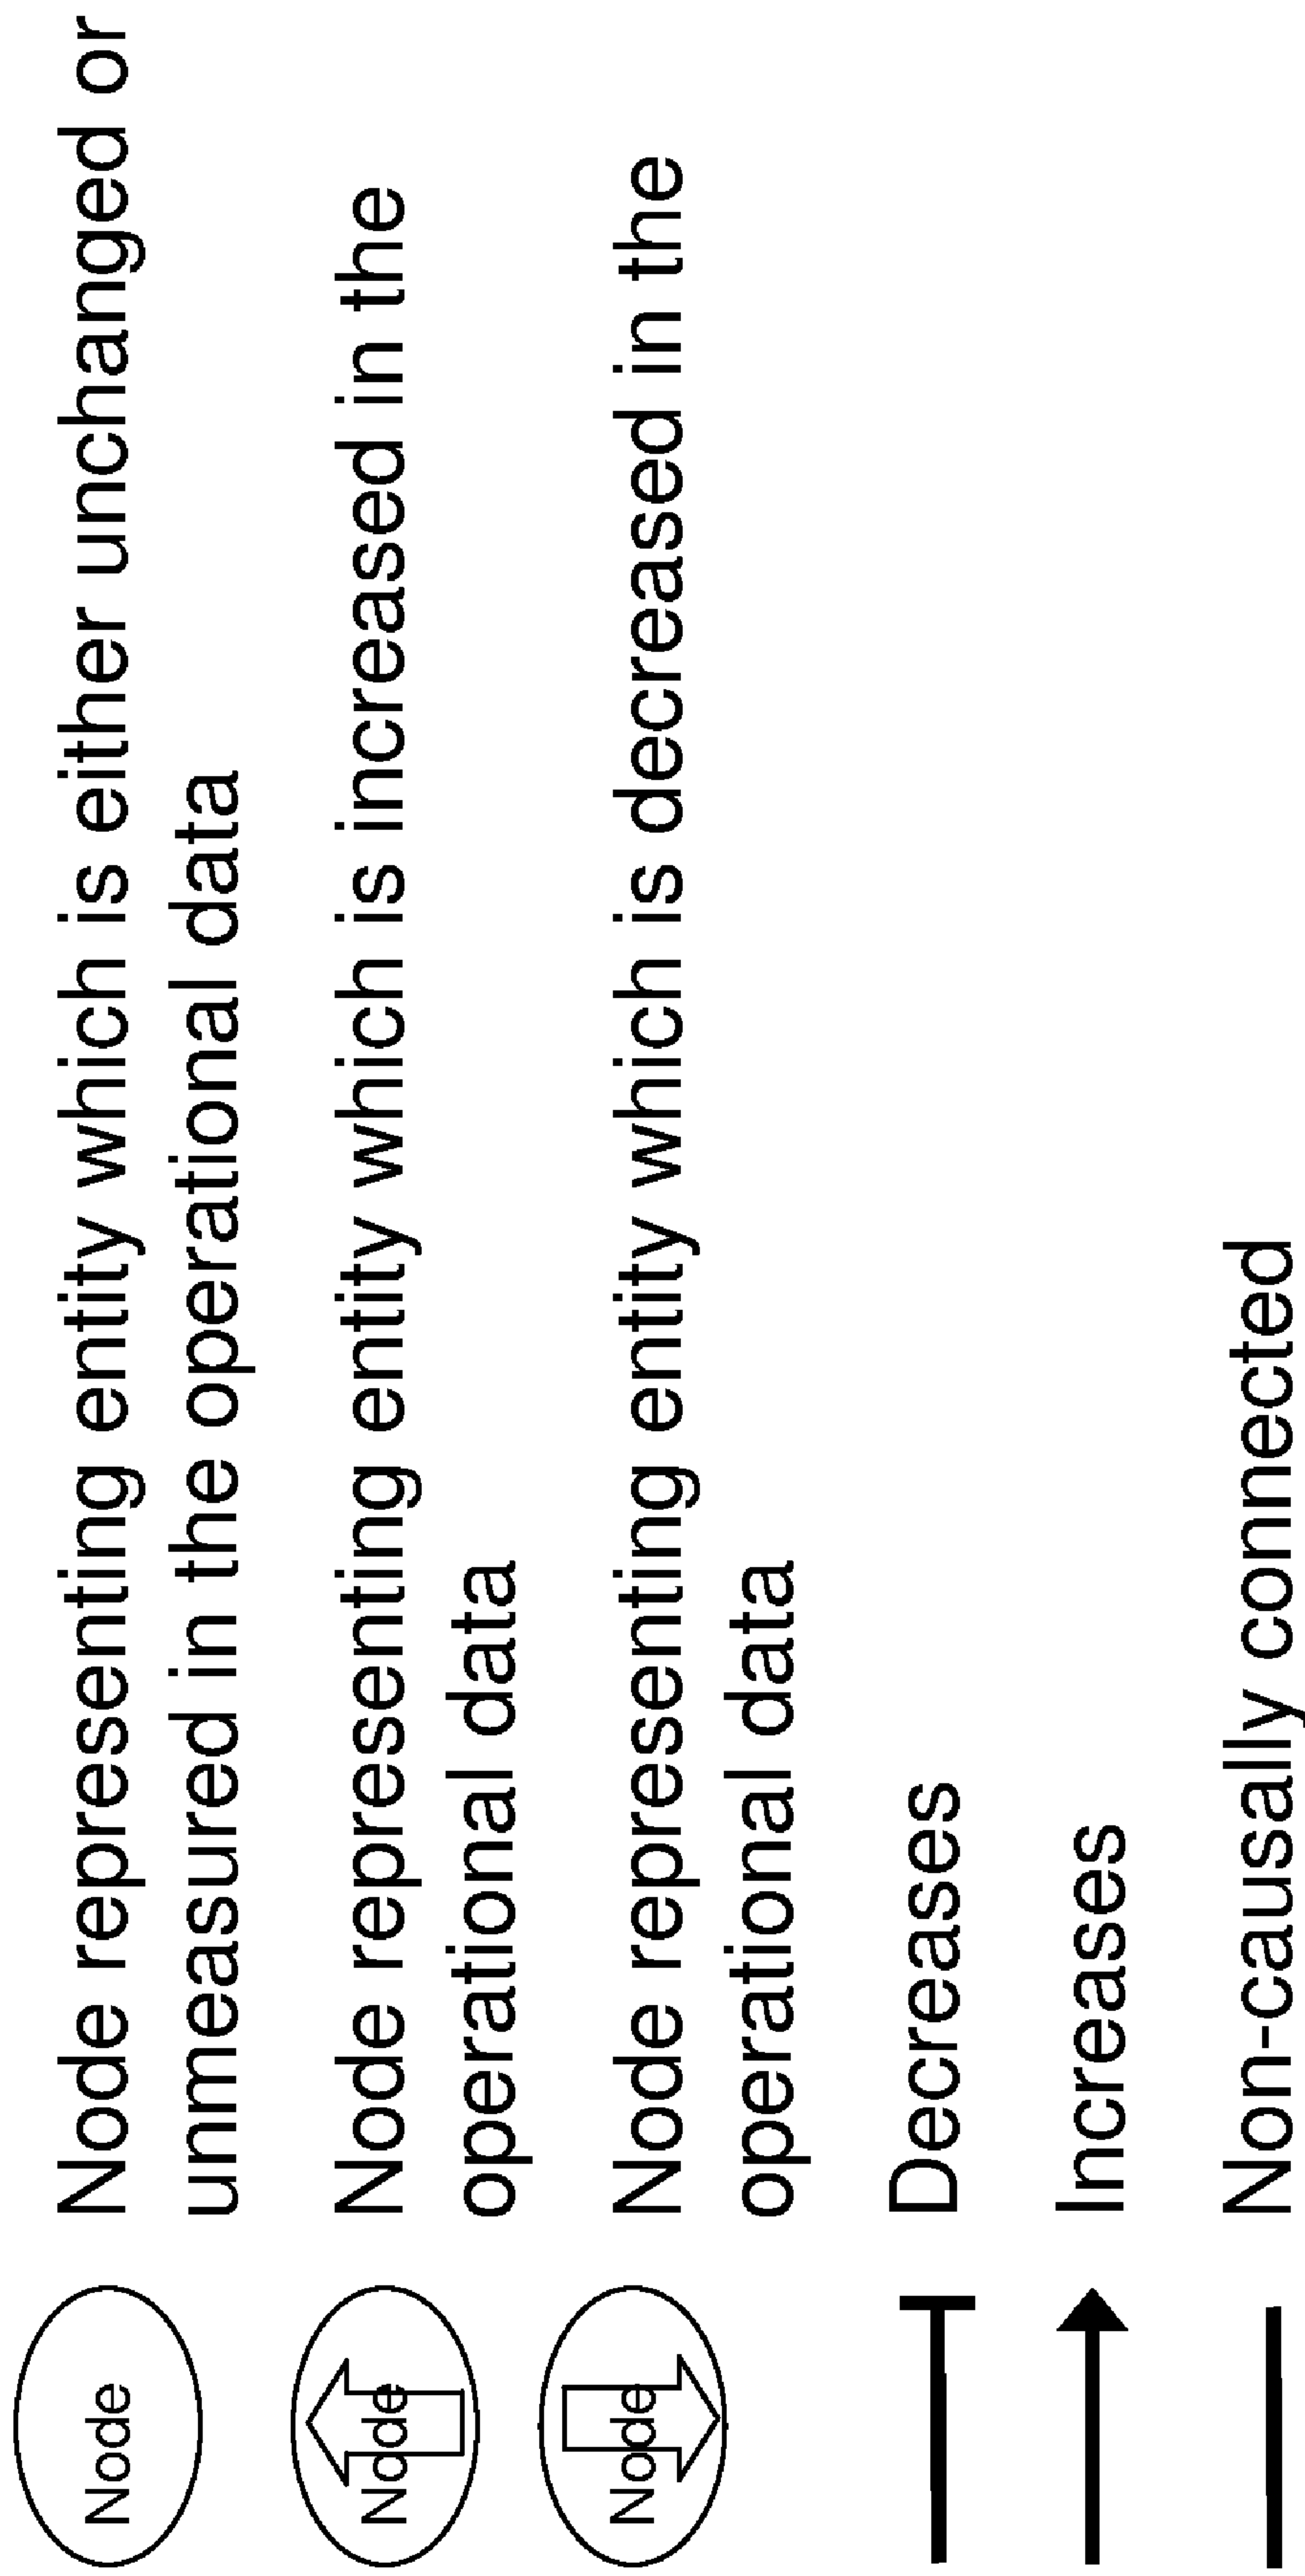 Node
Node representing entity which is either unchanged or
unmeasured in the operational data
Node
Node representing entity which is increased in the
operational data
Node
Node representing entity which is decreased in the
operational data
Decreases
Increases
Non-causally connected